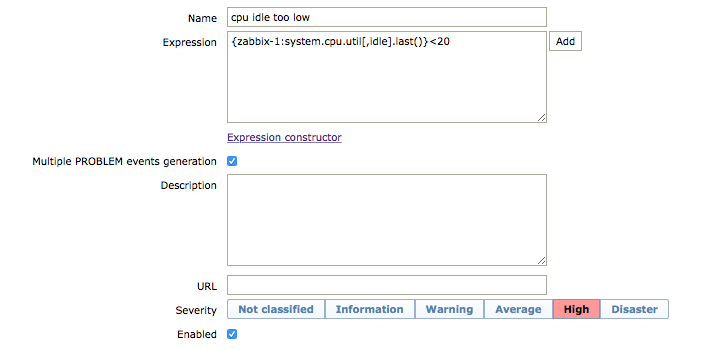 Name cpu idle too low
Expression {zabbix-1:system.cpu.util[,idle].last()}<20 Add
Expression constructor
Multiple PROBLEM events generation
Description
URL
Severity Not classified Information Warning Average High Disaster
Enabled